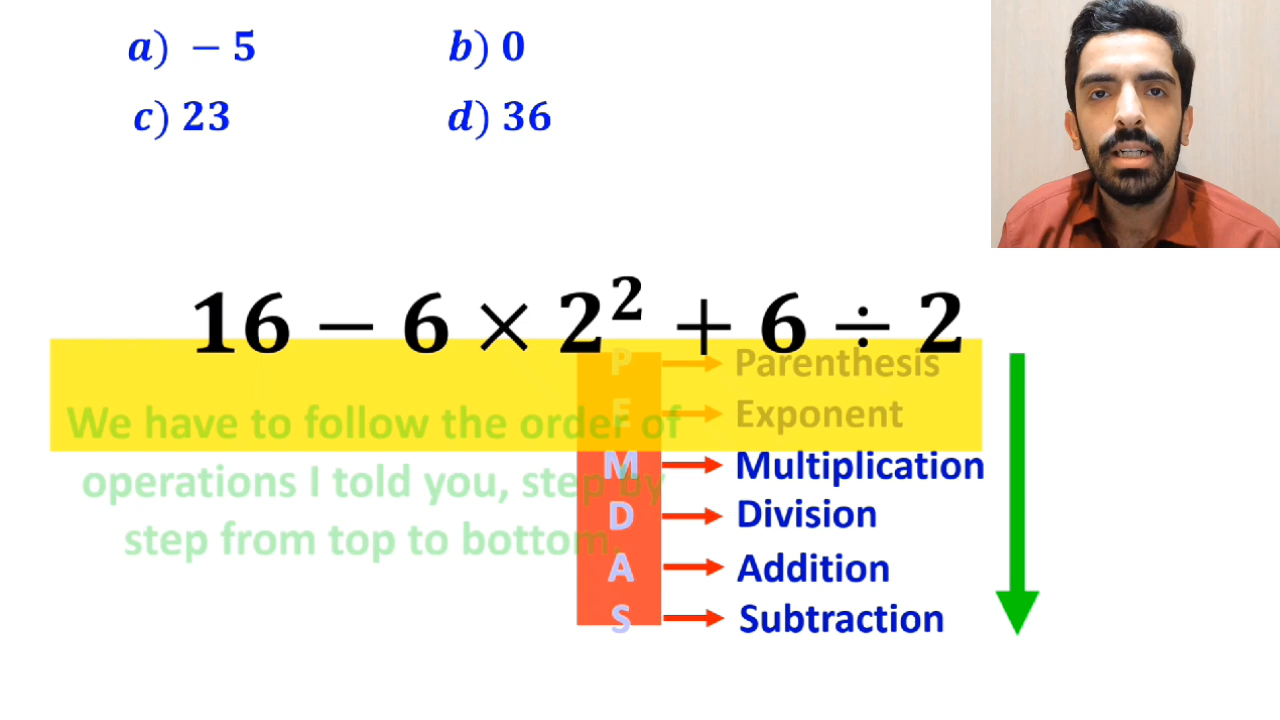 a) – 5 b) 0
c) 23 d) 36
16 – 6 × 2² + 6 ÷ 2
P Parenthesis
E Exponent
M Multiplication
D Division
A Addition
S Subtraction
We have to follow the order of
operations I told you, step by
step from top to bottom